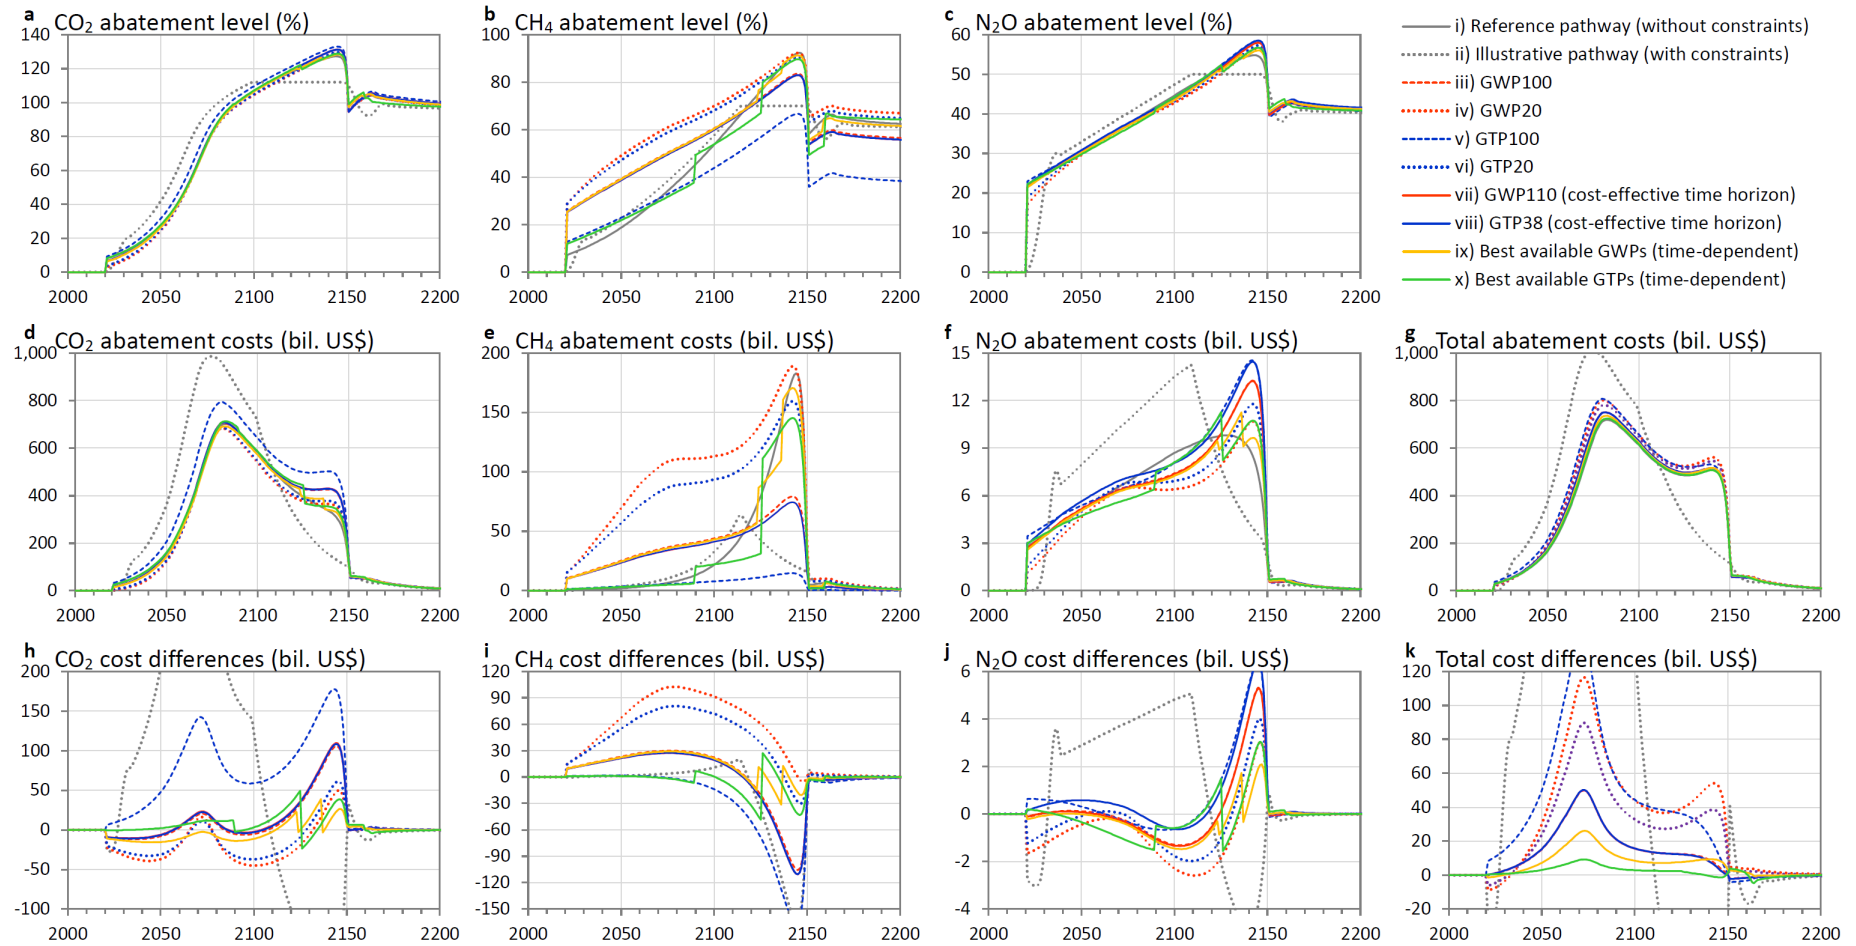 a CO₂ abatement level (%)
140
120
100
80
60
40
20
0
2000 2050 2100 2150 2200
b CH₄ abatement level (%)
100
80
60
40
20
0
2000 2050 2100 2150 2200
c N₂O abatement level (%)
60
50
40
30
20
10
0
2000 2050 2100 2150 2200
i) Reference pathway (without constraints)
ii) Illustrative pathway (with constraints)
iii) GWP100
iv) GWP20
v) GTP100
vi) GTP20
vii) GWP110 (cost-effective time horizon)
viii) GTP38 (cost-effective time horizon)
ix) Best available GWPs (time-dependent)
x) Best available GTPs (time-dependent)
d CO₂ abatement costs (bil. US$)
1,000
800
600
400
200
0
2000 2050 2100 2150 2200
e CH₄ abatement costs (bil. US$)
200
150
100
50
0
2000 2050 2100 2150 2200
f N₂O abatement costs (bil. US$)
15
12
9
6
3
0
2000 2050 2100 2150 2200
g Total abatement costs (bil. US$)
1,000
800
600
400
200
0
2000 2050 2100 2150 2200
h CO₂ cost differences (bil. US$)
200
150
100
50
0
-50
-100
2000 2050 2100 2150 2200
i CH₄ cost differences (bil. US$)
120
90
60
30
0
-30
-60
-90
-120
-150
2000 2050 2100 2150 2200
j N₂O cost differences (bil. US$)
6
4
2
0
-2
-4
2000 2050 2100 2150 2200
k Total cost differences (bil. US$)
120
100
80
60
40
20
0
-20
2000 2050 2100 2150 2200